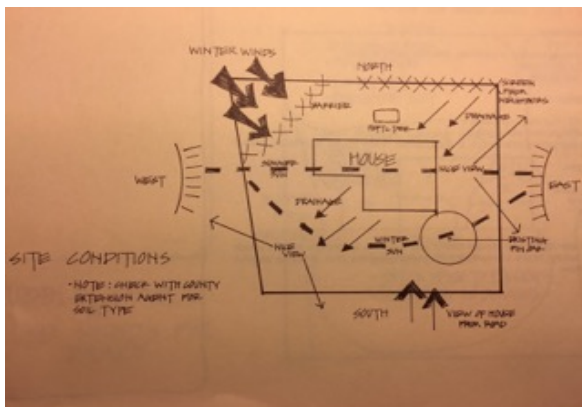 WINTER WINDS
NORTH
SCREEN
FROM
NEIGHBORS
BARRIER
DRAINAGE
SUMMER
SUN
HOUSE
NICE VIEW
WEST
EAST
DRAINAGE
NICE
VIEW
WINTER
SUN
EXISTING
PIN OAK
SITE CONDITIONS
- NOTE: CHECK WITH COUNTY
EXTENSION AGENT FOR
SOIL TYPE
SOUTH
VIEW OF HOUSE
FROM ROAD